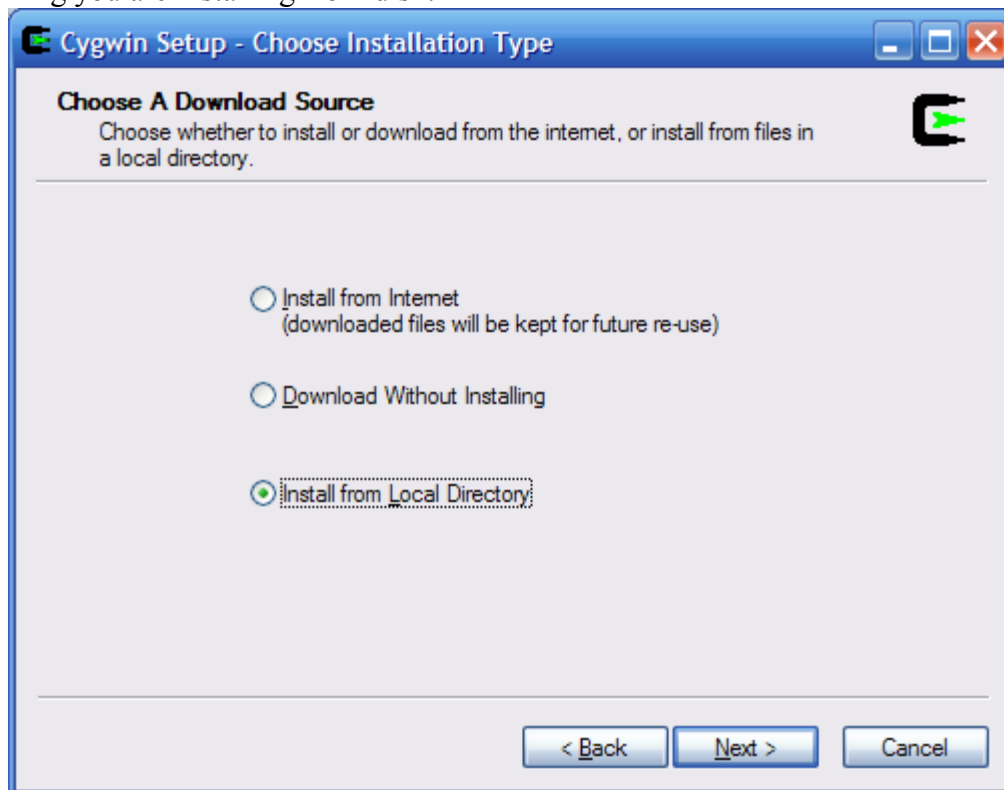 Cygwin Setup - Choose Installation Type
Choose A Download Source
Choose whether to install or download from the internet, or install from files in
a local directory.
Install from Internet
(downloaded files will be kept for future re-use)
Download Without Installing
Install from Local Directory
< Back Next > Cancel